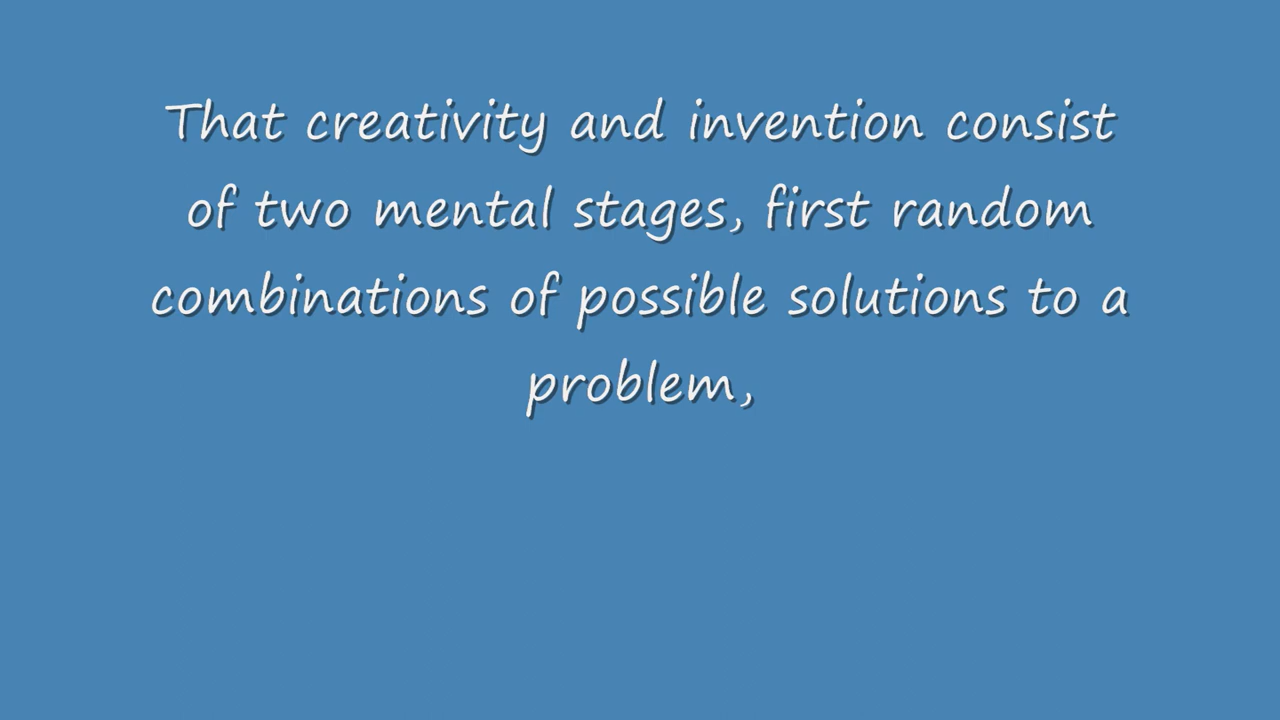 That creativity and invention consist
of two mental stages, first random
combinations of possible solutions to a
problem,